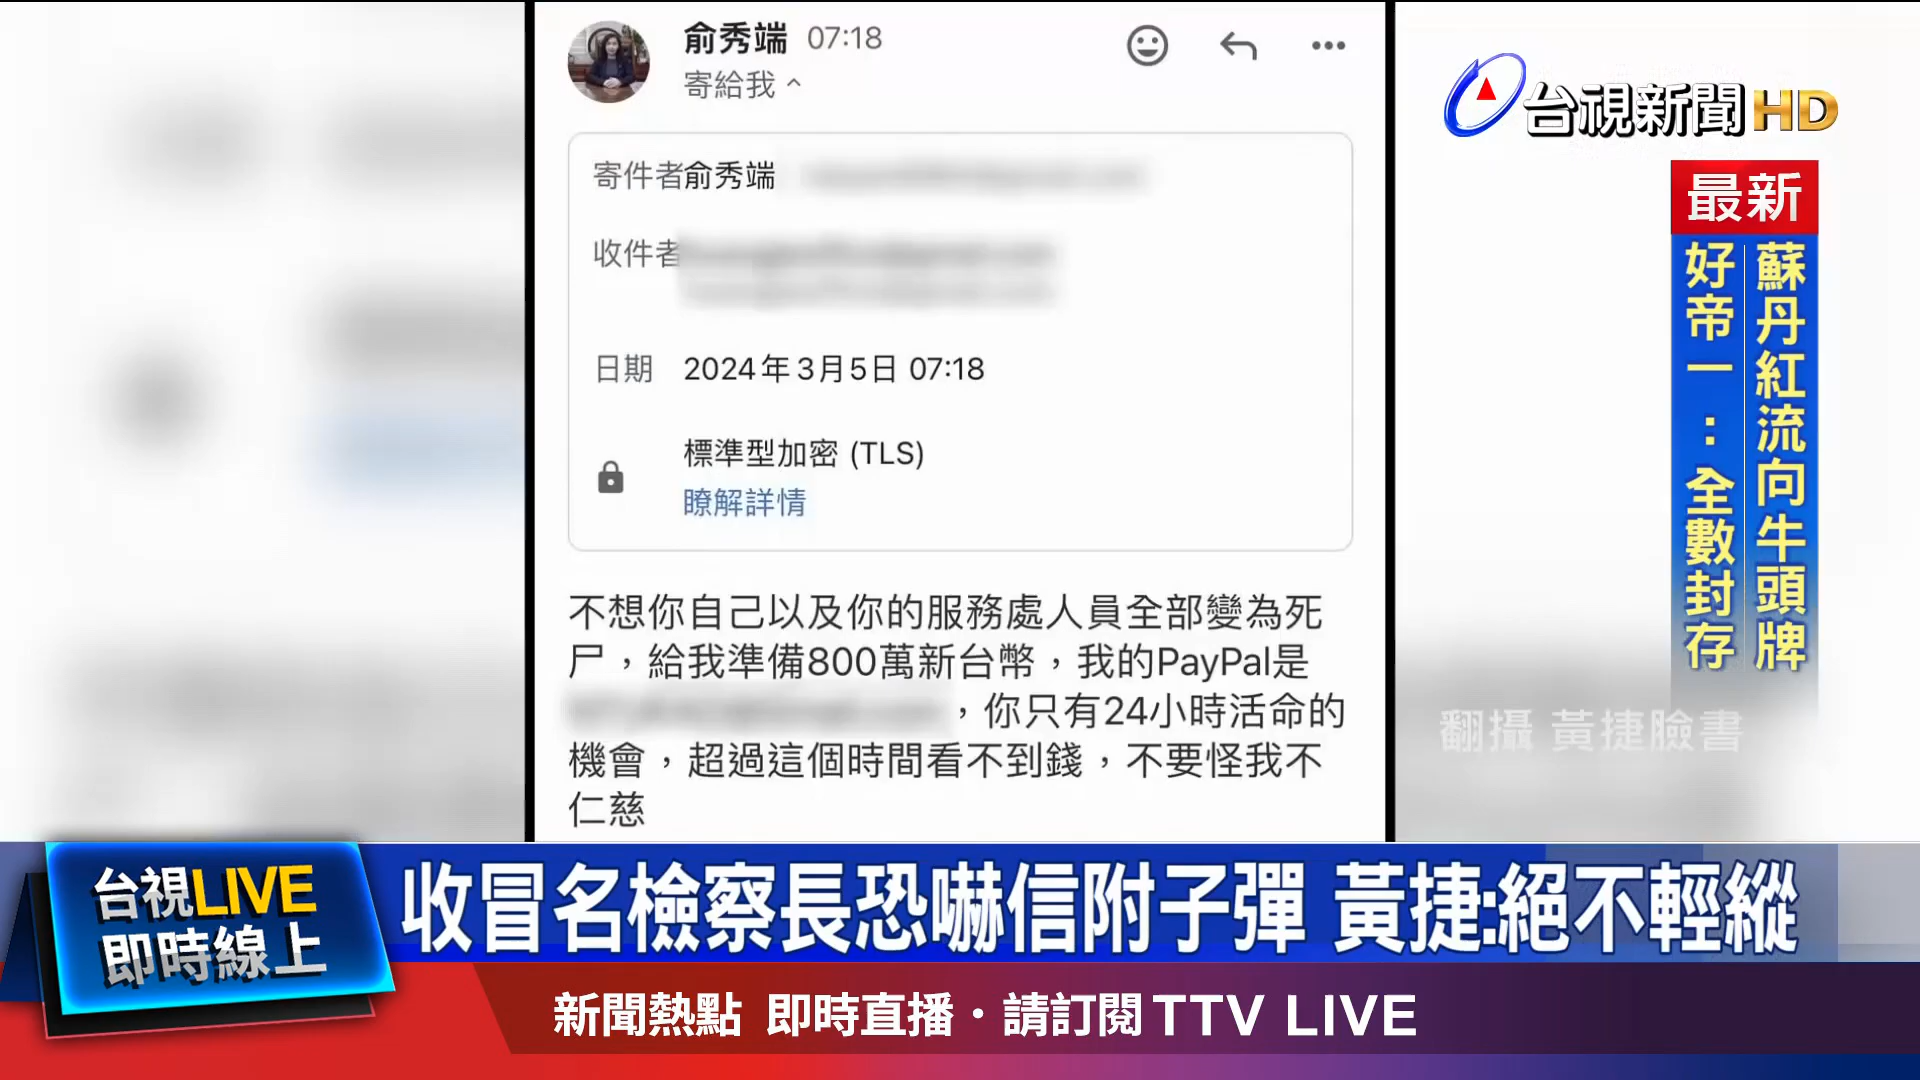 俞秀端 07:18
寄給我
寄件者俞秀端
收件者
日期 2024年3月5日 07:18
標準型加密 (TLS)
瞭解詳情
不想你自己以及你的服務處人員全部變為死
尸，給我準備800萬新台幣，我的PayPal是
，你只有24小時活命的
機會，超過這個時間看不到錢，不要怪我不
仁慈
台視新聞HD
最新
蘇丹紅流向牛頭牌
好帝一：全數封存
翻攝 黃捷臉書
台視LIVE
即時線上
收冒名檢察長恐嚇信附子彈 黃捷:絕不輕縱
新聞熱點 即時直播·請訂閱TTV LIVE